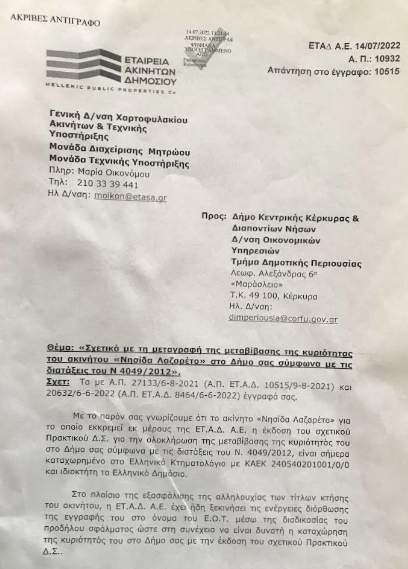 ΑΚΡΙΒΕΣ ΑΝΤΙΓΡΑΦΟ
ΕΤΑΙΡΕΙΑ
ΑΚΙΝΗΤΩΝ
ΔΗΜΟΣΙΟΥ
HELLENIC PUBLIC PROPERTIES Co
ΕΤΑΔ Α.Ε. 14/07/2022
Α. Π.: 10932
Απάντηση στο έγγραφο: 10515
Γενική Δ/νση Χαρτοφυλακίου
Ακινήτων & Τεχνικής
Υποστήριξης
Μονάδα Διαχείρισης Μητρώου
Μονάδα Τεχνικής Υποστήριξης
Πληρ: Μαρία Οικονόμου
Τηλ: 210 33 39 441
Ηλ Δ/νση: moikon@etasa.gr
Προς: Δήμο Κεντρικής Κέρκυρας &
Διαποντίων Νήσων
Δ/νση Οικονομικών
Υπηρεσιών
Τμήμα Δημοτικής Περιουσίας
Λεωφ. Αλεξάνδρας 6α
«Μαράσλειο»
Τ.Κ. 49 100, Κέρκυρα
Ηλ. Δ/νση:
dimperiousia@corfu.gov.gr
Θέμα: «Σχετικά με τη μεταγραφή της μεταβίβασης της κυριότητας
του ακινήτου «Νησίδα Λαζαρέτο» στο Δήμο σας σύμφωνα με τις
διατάξεις του Ν 4049/2012».
Σχετ: Τα με Α.Π. 27133/6-8-2021 (Α.Π. ΕΤ.Α.Δ. 10515/9-8-2021) και
20632/6-6-2022 (Α.Π. ΕΤ.Α.Δ. 8464/6-6-2022) έγγραφά σας.
Με το παρόν σας γνωρίζουμε ότι το ακίνητο «Νησίδα Λαζαρέτο» για
το οποίο εκκρεμεί εκ μέρους της ΕΤ.Α.Δ. Α.Ε. η έκδοση του σχετικού
Πρακτικού Δ.Σ. για την ολοκλήρωση της μεταβίβασης της κυριότητάς του
στο Δήμο σας σύμφωνα με τις διατάξεις του Ν. 4049/2012, είναι σήμερα
καταχωρημένο στο Ελληνικό Κτηματολόγιο με ΚΑΕΚ 240540201001/0/0
και ιδιοκτήτη το Ελληνικό Δημόσιο.
Στο πλαίσιο της εξασφάλισης της αλληλουχίας των τίτλων κτήσης
του ακινήτου, η ΕΤ.Α.Δ. Α.Ε. έχει ήδη ξεκινήσει τις ενέργειες διόρθωσης
της εγγραφής του στο όνομα του Ε.Ο.Τ. μέσω της διαδικασίας του
προδήλου σφάλματος ώστε στη συνέχεια να είναι δυνατή η καταχώρηση
της κυριότητάς του στο Δήμο σας με την έκδοση του σχετικού Πρακτικού
Δ.Σ..